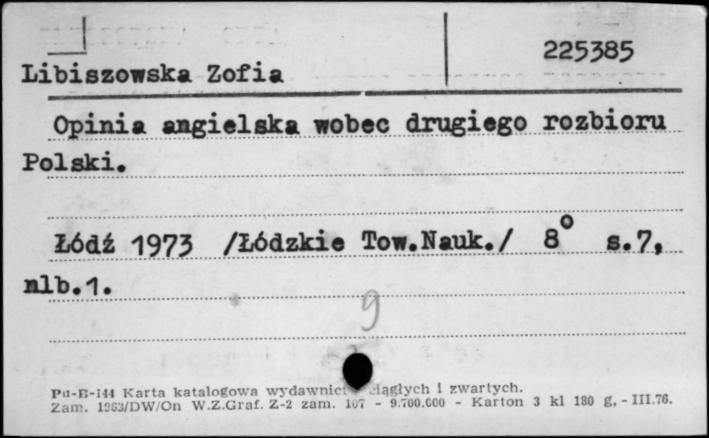 225385
Libiszowska Zofia
Opinia angielska wobec drugiego rozbioru
Polski.
Łódź 1973 /Łódzkie Tow.Nauk./ 8° s.7,
nlb.1.
9
Pu-B-144 Karta katalogowa wydawnict ciągłych i zwartych.
Zam. 1963/DW/On W.Z.Graf. Z-2 zam. 107 - 9.700.000 - Karton 3 kl 180 g, - III.76.